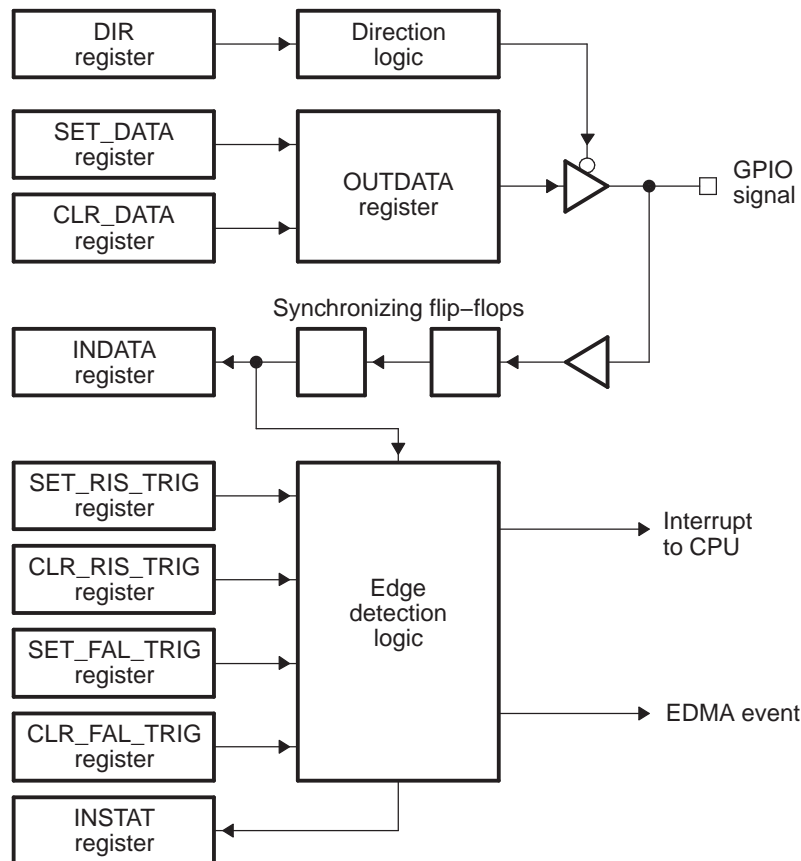 DIR
register
Direction
logic
SET_DATA
register
CLR_DATA
register
OUTDATA
register
GPIO
signal
Synchronizing flip–flops
INDATA
register
SET_RIS_TRIG
register
CLR_RIS_TRIG
register
SET_FAL_TRIG
register
CLR_FAL_TRIG
register
INSTAT
register
Edge
detection
logic
Interrupt
to CPU
EDMA event